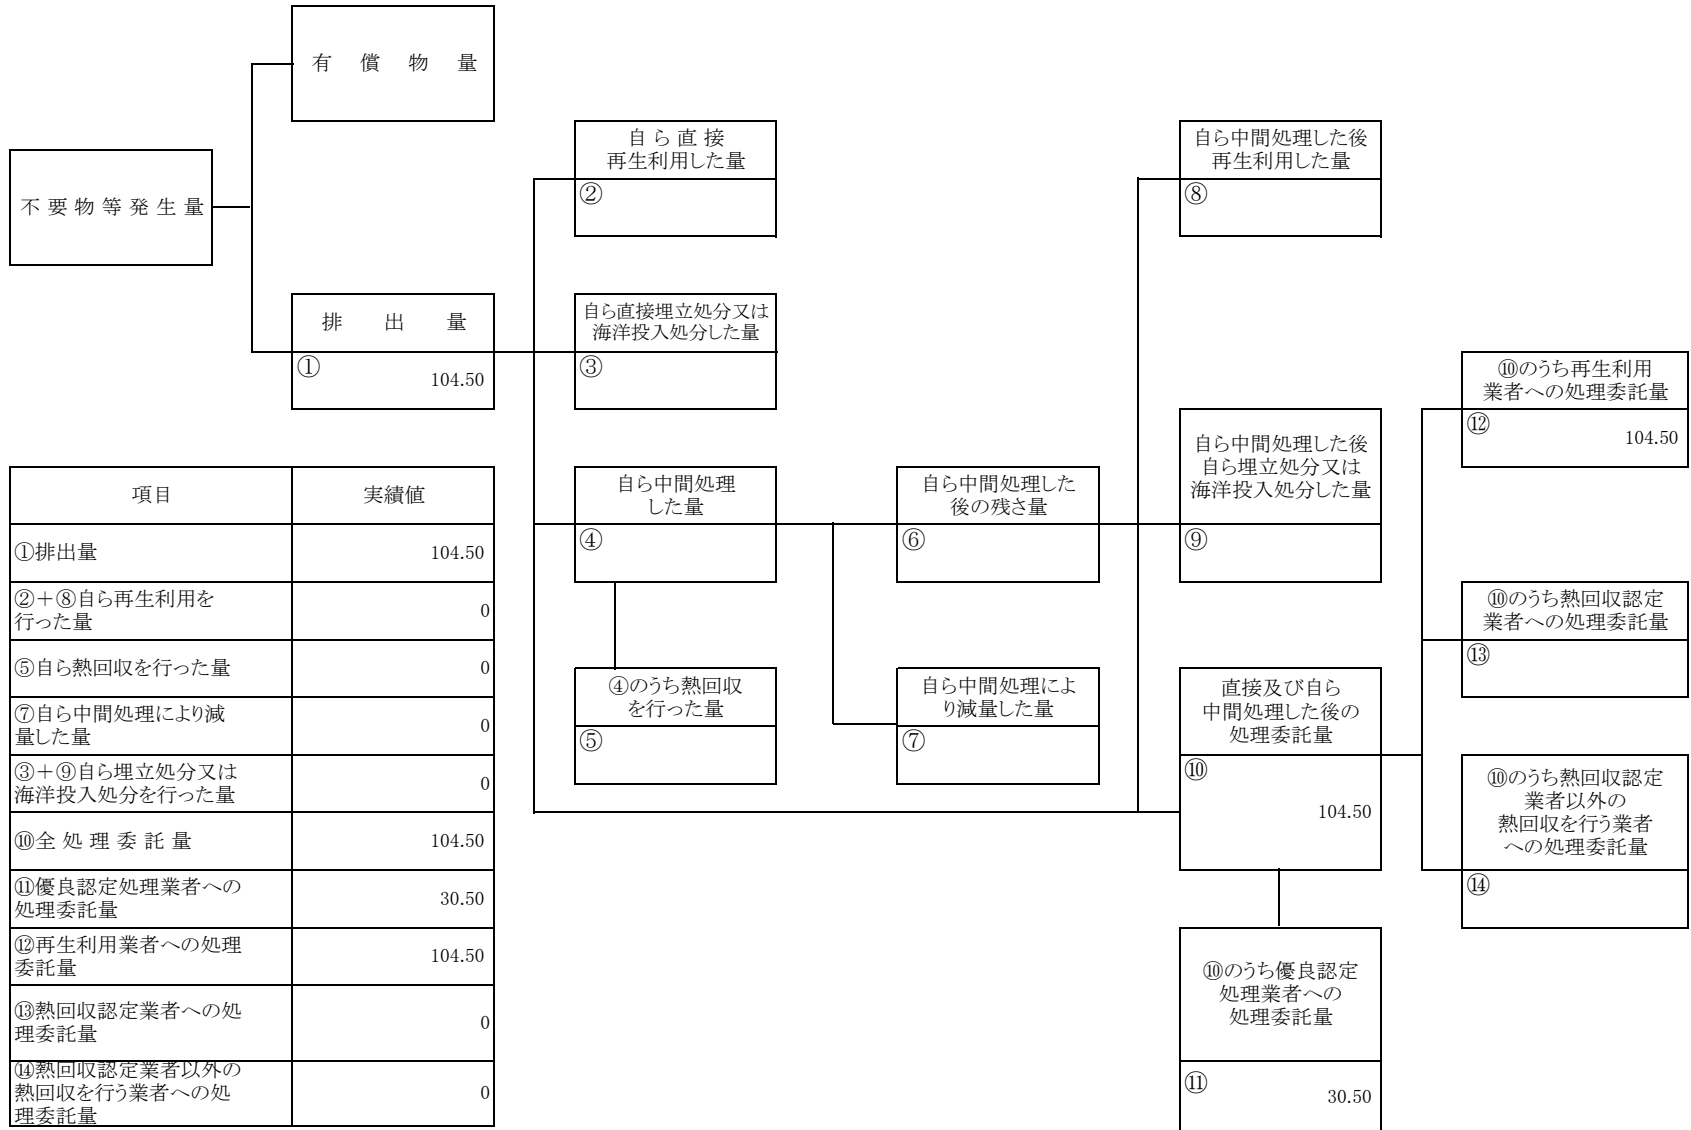 有償物量
不要物等発生量
排出量
①
104.50
自ら直接
再生利用した量
②
自ら直接埋立処分又は
海洋投入処分した量
③
自ら中間処理
した量
④
④のうち熱回収
を行った量
⑤
自ら中間処理した
後の残さ量
⑥
自ら中間処理によ
り減量した量
⑦
自ら中間処理した後
再生利用した量
⑧
自ら中間処理した後
自ら埋立処分又は
海洋投入処分した量
⑨
直接及び自ら
中間処理した後の
処理委託量
⑩
104.50
⑩のうち優良認定
処理業者への
処理委託量
⑪
30.50
⑩のうち再生利用
業者への処理委託量
⑫
104.50
⑩のうち熱回収認定
業者への処理委託量
⑬
⑩のうち熱回収認定
業者以外の
熱回収を行う業者
への処理委託量
⑭
項目 実績値
①排出量 104.50
②+⑧自ら再生利用を
行った量 0
⑤自ら熱回収を行った量 0
⑦自ら中間処理により減
量した量 0
③+⑨自ら埋立処分又は
海洋投入処分を行った量 0
⑩全処理委託量 104.50
⑪優良認定処理業者への
処理委託量 30.50
⑫再生利用業者への処理
委託量 104.50
⑬熱回収認定業者への処
理委託量 0
⑭熱回収認定業者以外の
熱回収を行う業者への処
理委託量 0